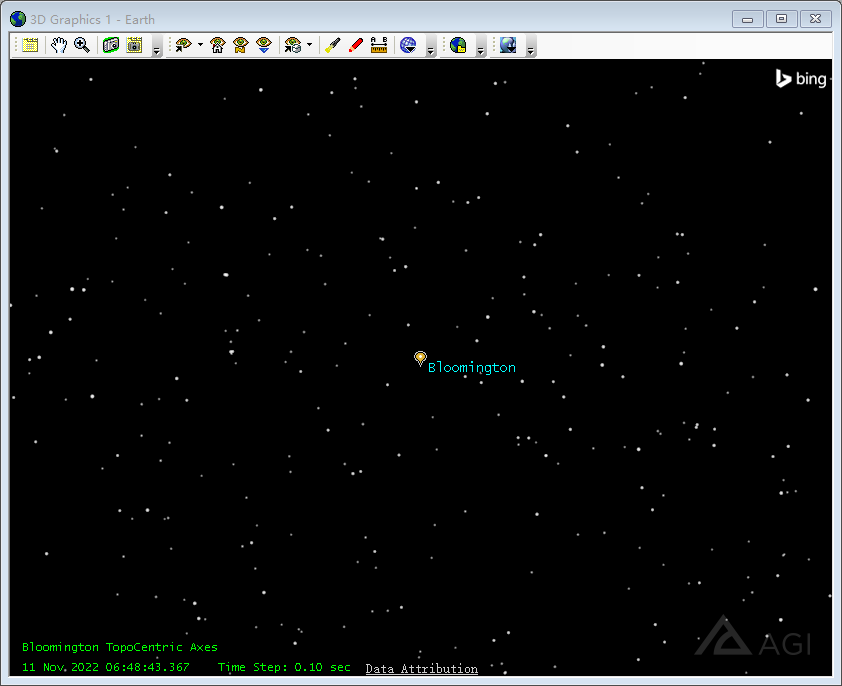 3D Graphics 1 - Earth
A B
bing
Bloomington
AGI
Bloomington TopoCentric Axes
11 Nov 2022 06:48:43.367 Time Step: 0.10 sec Data Attribution